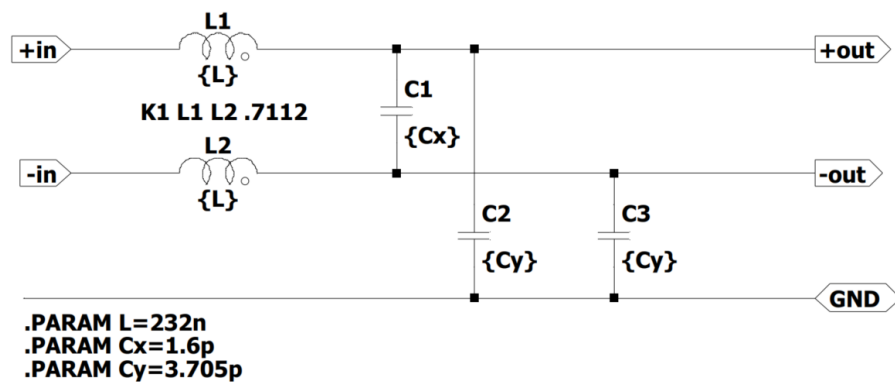 L1
+in
+out
{L}
C1
K1 L1 L2 .7112
{Cx}
L2
-in
-out
{L}
C2
C3
{Cy}
{Cy}
GND
.PARAM L=232n
.PARAM Cx=1.6p
.PARAM Cy=3.705p